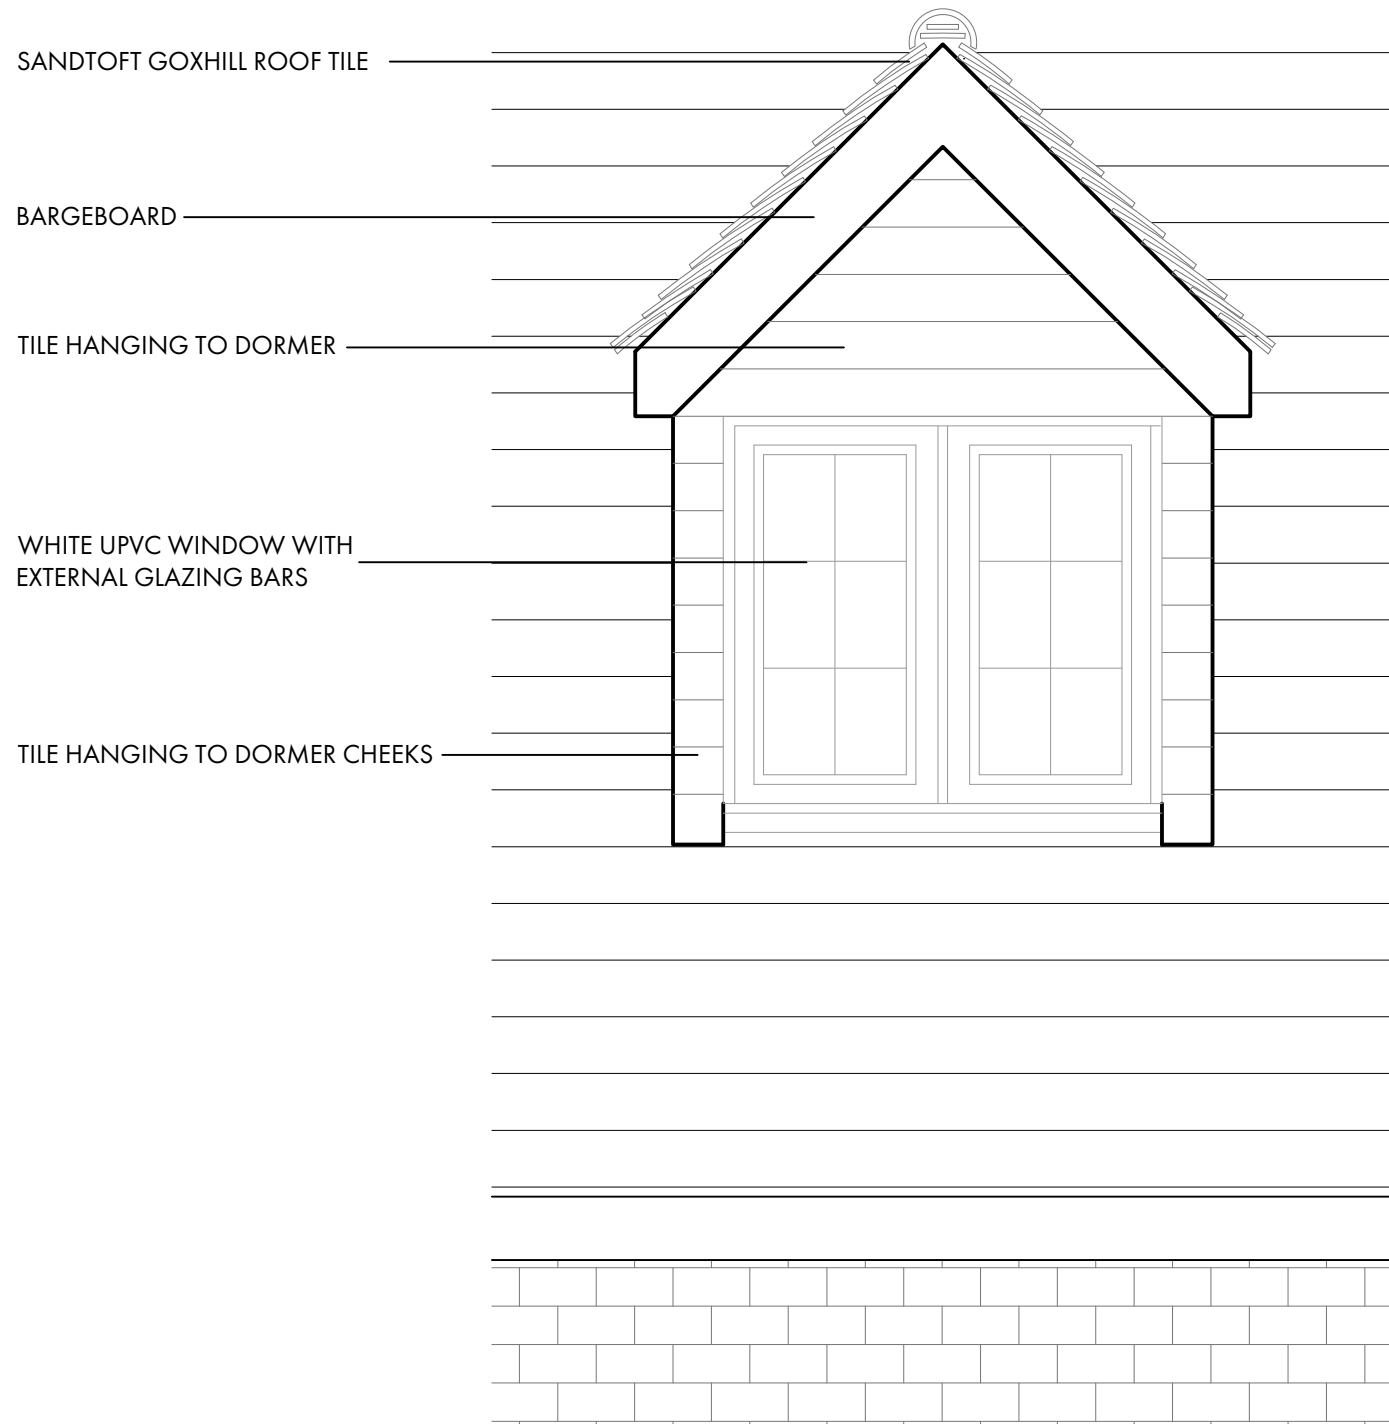 SANDTOFT GOXHILL ROOF TILE
BARGEBOARD
TILE HANGING TO DORMER
WHITE UPVC WINDOW WITH
EXTERNAL GLAZING BARS
TILE HANGING TO DORMER CHEEKS